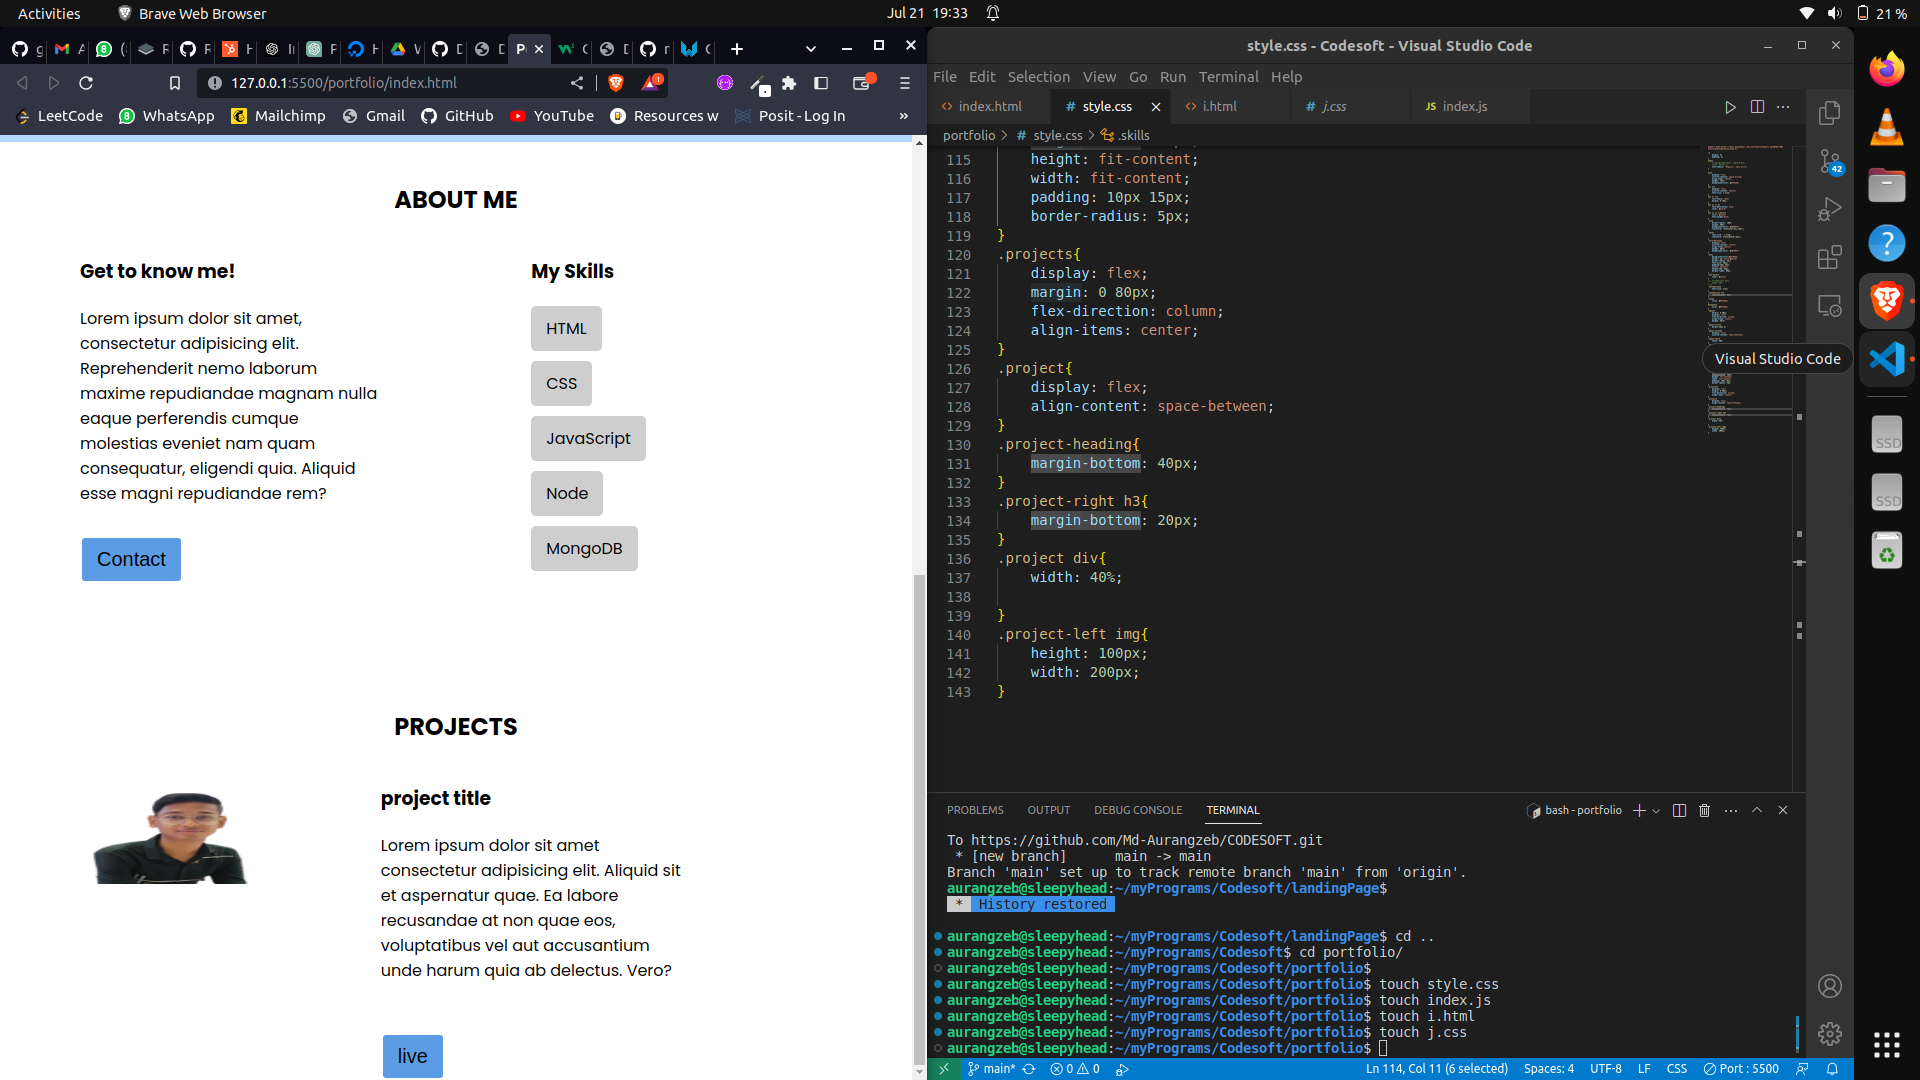 Activities
Brave Web Browser
Jul 21 19:33
21 %
127.0.0.1:5500/portfolio/index.html
LeetCode
WhatsApp
Mailchimp
Gmail
GitHub
YouTube
Resources w
Posit - Log In
»
ABOUT ME
Get to know me!
Lorem ipsum dolor sit amet,
consectetur adipisicing elit.
Reprehenderit nemo laborum
maxime repudiandae magnam nulla
eaque perferendis cumque
molestias eveniet nam quam
consequatur, eligendi quia. Aliquid
esse magni repudiandae rem?
Contact
My Skills
HTML
CSS
JavaScript
Node
MongoDB
PROJECTS
project title
Lorem ipsum dolor sit amet
consectetur adipisicing elit. Aliquid sit
et aspernatur quae. Ea labore
recusandae at non quae eos,
voluptatibus vel aut accusantium
unde harum quia ab delectus. Vero?
live
style.css - Codesoft - Visual Studio Code
File Edit Selection View Go Run Terminal Help
<> index.html
# style.css
<> i.html
# j.css
JS index.js
portfolio > # style.css > .skills
115 height: fit-content;
116 width: fit-content;
117 padding: 10px 15px;
118 border-radius: 5px;
119 }
120 .projects{
121 display: flex;
122 margin: 0 80px;
123 flex-direction: column;
124 align-items: center;
125 }
126 .project{
127 display: flex;
128 align-content: space-between;
129 }
130 .project-heading{
131 margin-bottom: 40px;
132 }
133 .project-right h3{
134 margin-bottom: 20px;
135 }
136 .project div{
137 width: 40%;
138
139 }
140 .project-left img{
141 height: 100px;
142 width: 200px;
143 }
42
Visual Studio Code
SSD
SSD
PROBLEMS OUTPUT DEBUG CONSOLE TERMINAL
bash - portfolio
To https://github.com/Md-Aurangzeb/CODESOFT.git
* [new branch] main -> main
Branch 'main' set up to track remote branch 'main' from 'origin'.
aurangzeb@sleepyhead:~/myPrograms/Codesoft/landingPage$
* History restored
aurangzeb@sleepyhead:~/myPrograms/Codesoft/landingPage$ cd ..
aurangzeb@sleepyhead:~/myPrograms/Codesoft$ cd portfolio/
aurangzeb@sleepyhead:~/myPrograms/Codesoft/portfolio$
aurangzeb@sleepyhead:~/myPrograms/Codesoft/portfolio$ touch style.css
aurangzeb@sleepyhead:~/myPrograms/Codesoft/portfolio$ touch index.js
aurangzeb@sleepyhead:~/myPrograms/Codesoft/portfolio$ touch i.html
aurangzeb@sleepyhead:~/myPrograms/Codesoft/portfolio$ touch j.css
aurangzeb@sleepyhead:~/myPrograms/Codesoft/portfolio$
main* 0 0 Ln 114, Col 11 (6 selected) Spaces: 4 UTF-8 LF CSS Port : 5500